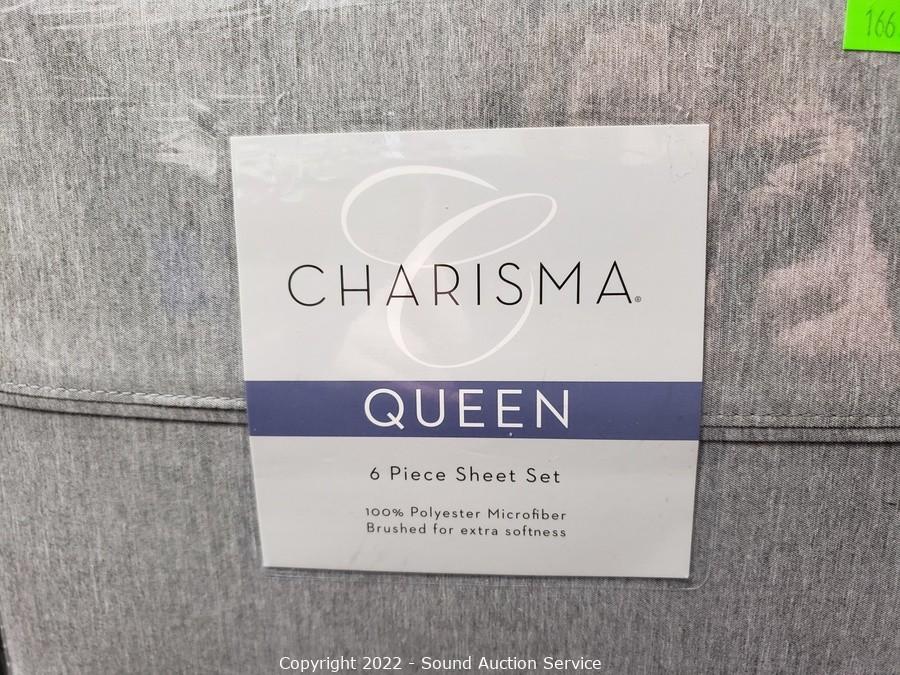 166
C
CHARISMA®
QUEEN
6 Piece Sheet Set
100% Polyester Microfiber
Brushed for extra softness
Copyright 2022 - Sound Auction Service